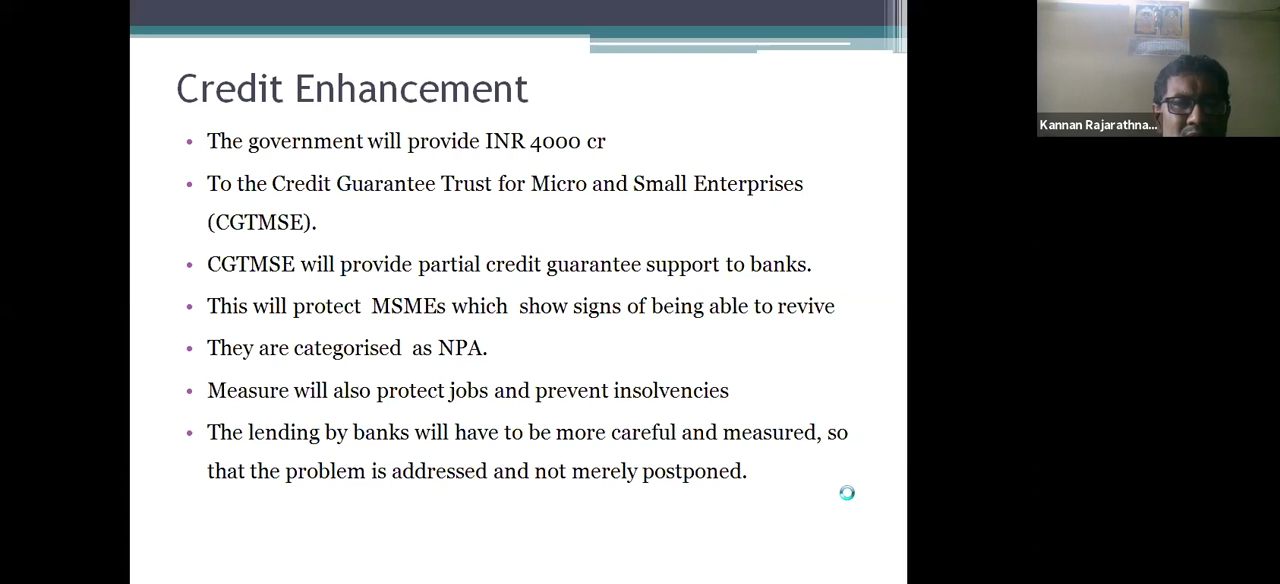 Credit Enhancement
• The government will provide INR 4000 cr
• To the Credit Guarantee Trust for Micro and Small Enterprises
(CGTMSE).
• CGTMSE will provide partial credit guarantee support to banks.
• This will protect MSMEs which show signs of being able to revive
• They are categorised as NPA.
• Measure will also protect jobs and prevent insolvencies
• The lending by banks will have to be more careful and measured, so
that the problem is addressed and not merely postponed.
Kannan Rajarathna...